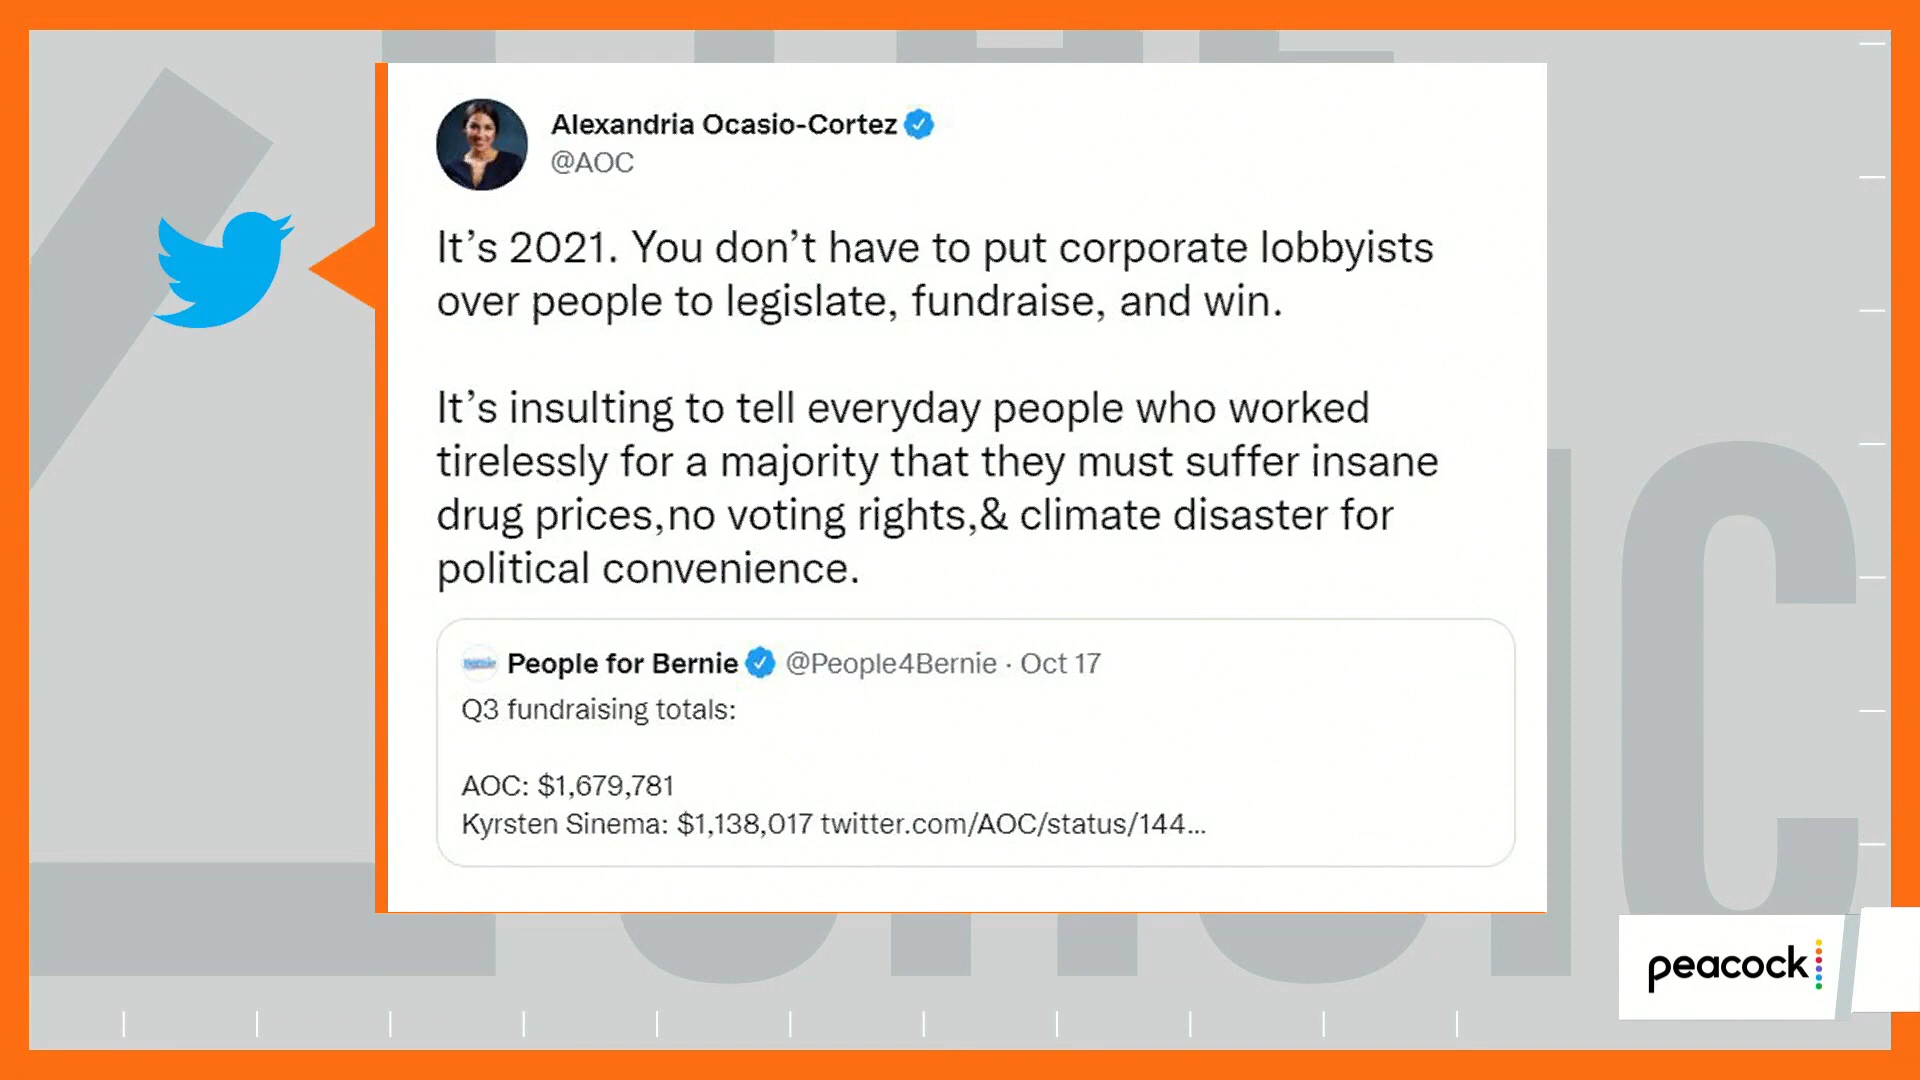 Alexandria Ocasio-Cortez
@AOC
It's 2021. You don't have to put corporate lobbyists
over people to legislate, fundraise, and win.
It's insulting to tell everyday people who worked
tirelessly for a majority that they must suffer insane
drug prices,no voting rights,& climate disaster for
political convenience.
People for Bernie @People4Bernie · Oct 17
Q3 fundraising totals:
AOC: $1,679,781
Kyrsten Sinema: $1,138,017 twitter.com/AOC/status/144...
peacock